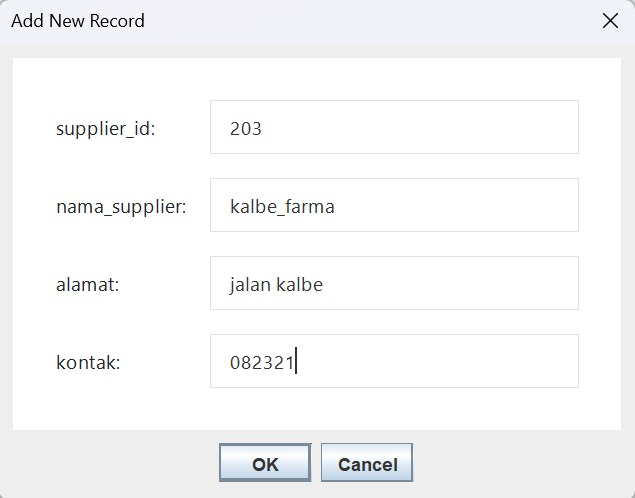 Add New Record
supplier_id: 203
nama_supplier: kalbe_farma
alamat: jalan kalbe
kontak: 082321
OK Cancel